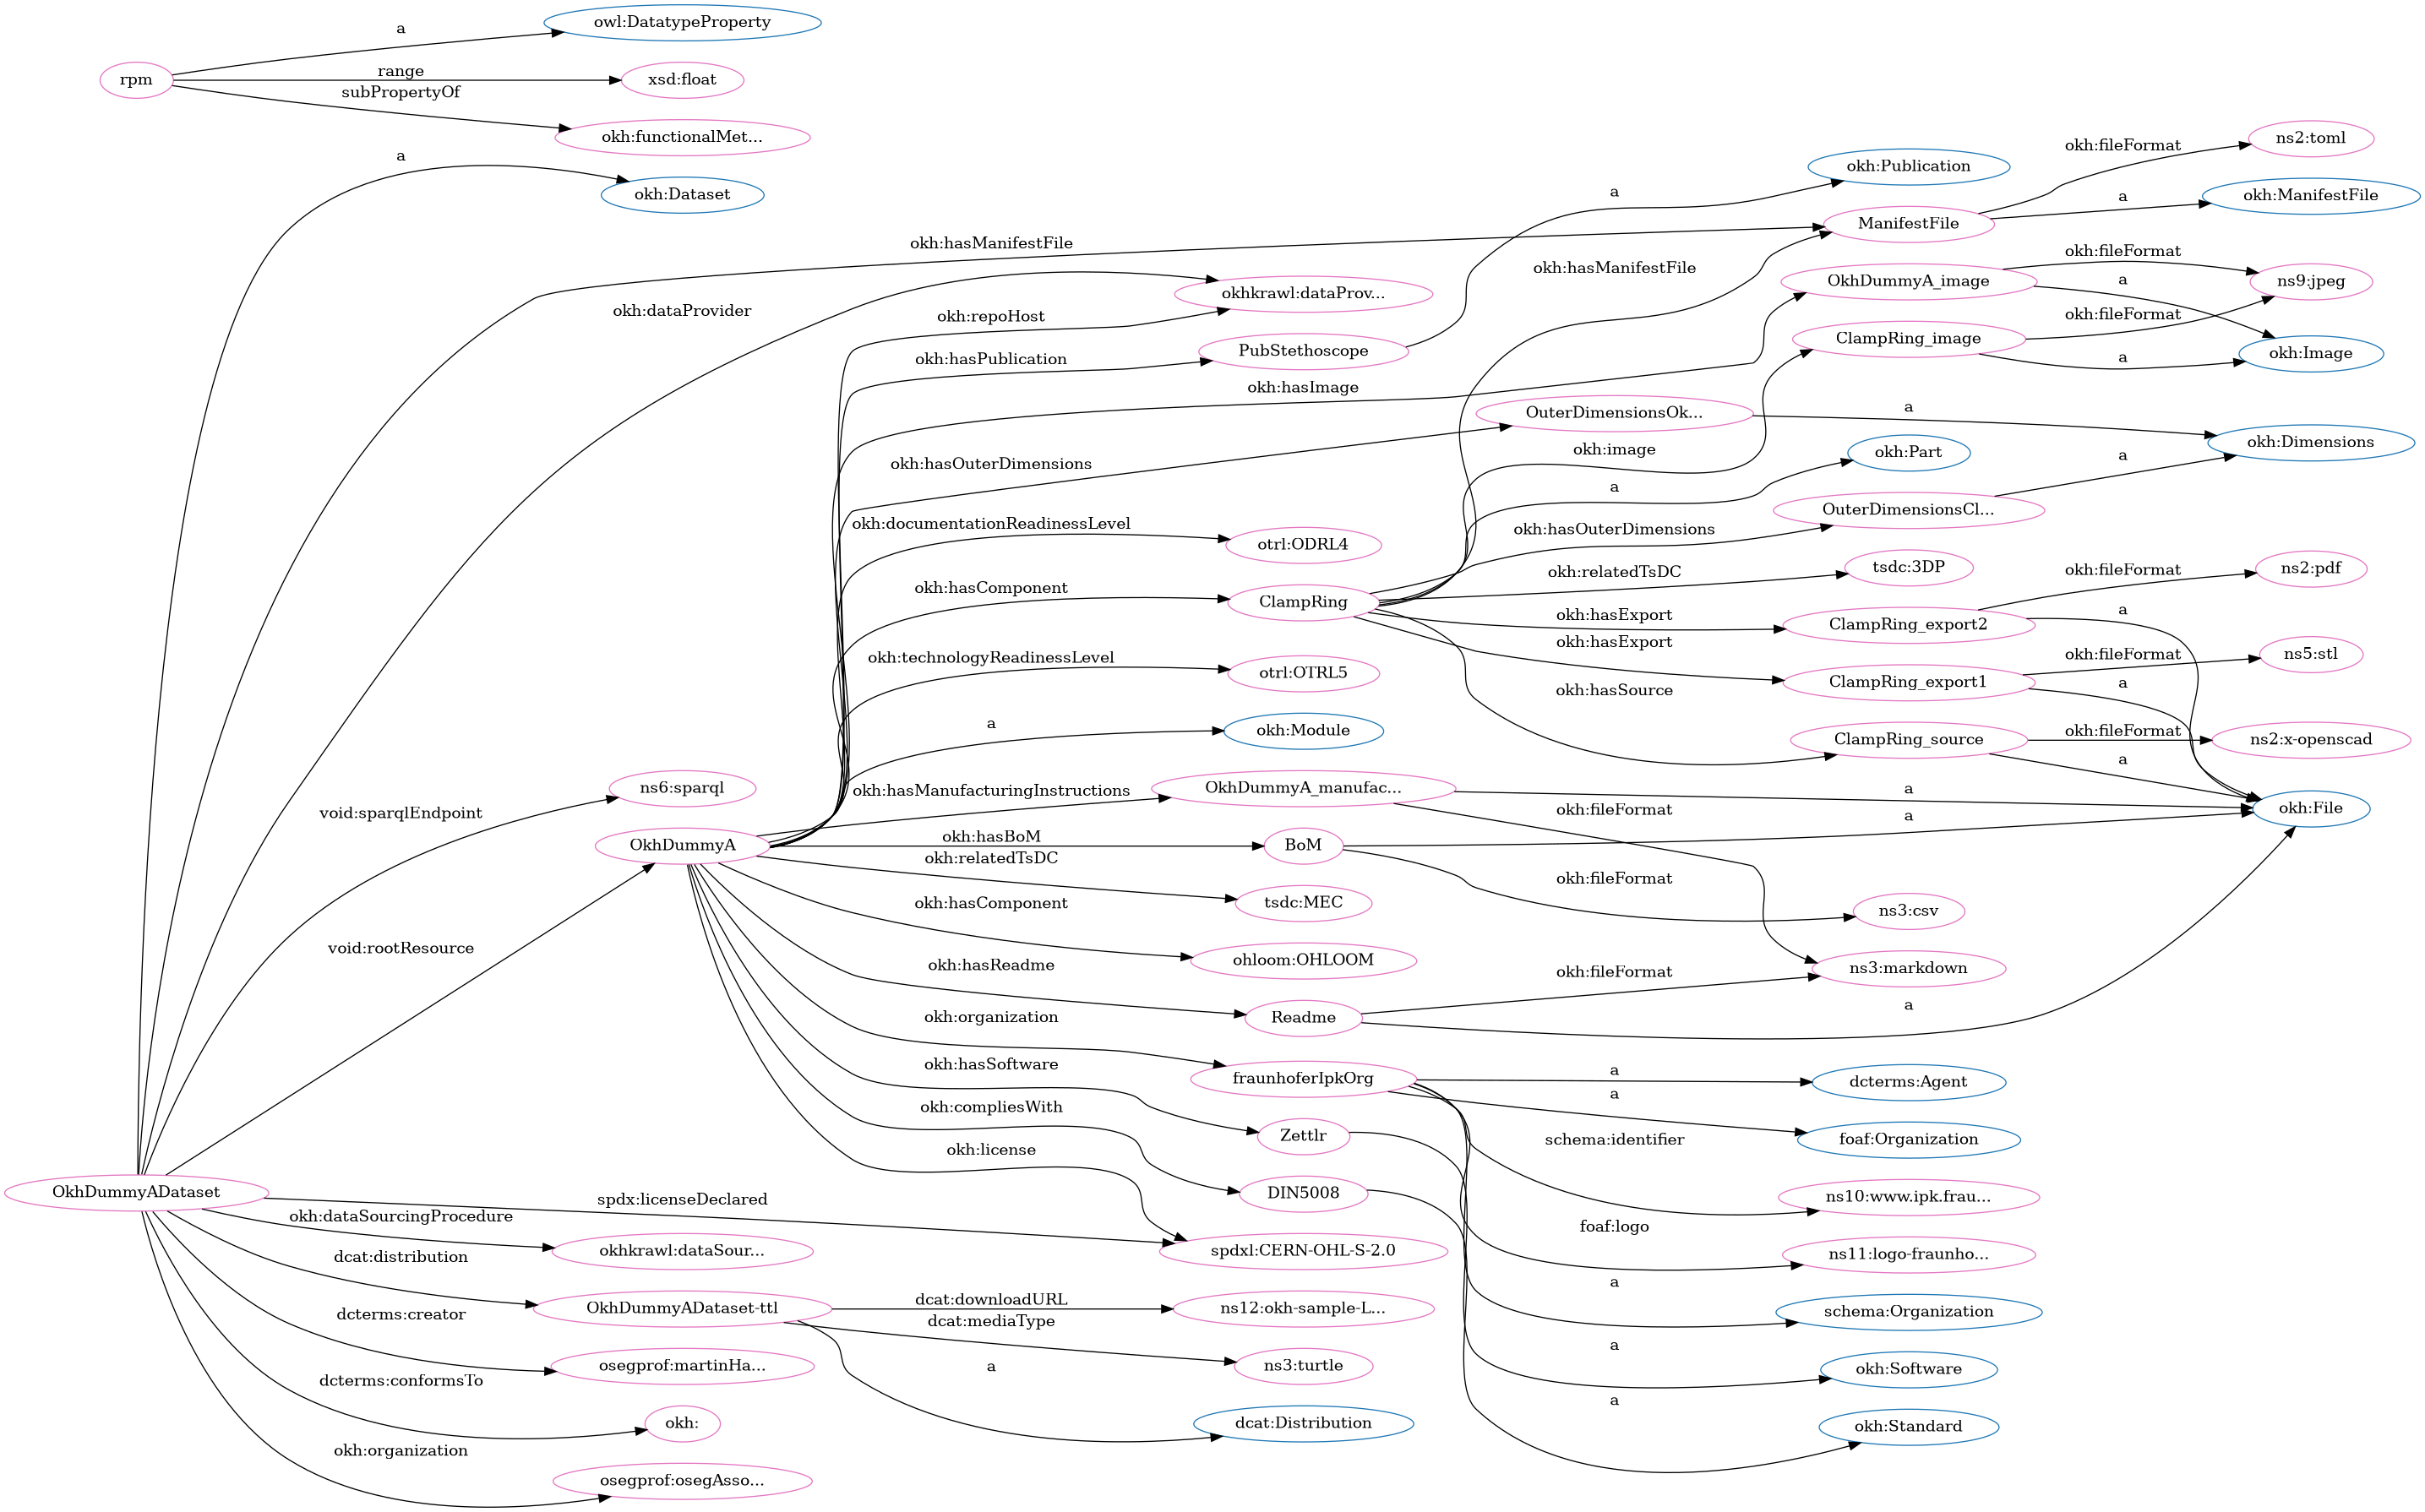 owl:DatatypeProperty
a
rpm
range
xsd:float
subPropertyOf
okh:functionalMet...
a
okh:Dataset
okh:hasManifestFile
okh:dataProvider
void:sparqlEndpoint
ns6:sparql
void:rootResource
OkhDummyA
OkhDummyADataset
spdx:licenseDeclared
okh:dataSourcingProcedure
okhkrawl:dataSour...
dcat:distribution
OkhDummyADataset-ttl
dcterms:creator
osegprof:martinHa...
dcterms:conformsTo
okh:
okh:organization
osegprof:osegAsso...
okhkrawl:dataProv...
okh:repoHost
PubStethoscope
okh:hasPublication
okh:hasImage
OuterDimensionsOk...
okh:hasOuterDimensions
okh:documentationReadinessLevel
otrl:ODRL4
okh:hasComponent
ClampRing
okh:technologyReadinessLevel
otrl:OTRL5
a
okh:Module
okh:hasManufacturingInstructions
OkhDummyA_manufac...
okh:hasBoM
BoM
okh:relatedTsDC
tsdc:MEC
okh:hasComponent
ohloom:OHLOOM
okh:hasReadme
Readme
okh:organization
fraunhoferIpkOrg
okh:hasSoftware
Zettlr
okh:compliesWith
DIN5008
okh:license
spdxl:CERN-OHL-S-2.0
dcat:downloadURL
ns12:okh-sample-L...
dcat:mediaType
ns3:turtle
a
dcat:Distribution
a
okh:Publication
okh:hasManifestFile
ManifestFile
OkhDummyA_image
ClampRing_image
okh:image
okh:Part
a
okh:hasOuterDimensions
OuterDimensionsCl...
okh:relatedTsDC
tsdc:3DP
okh:hasExport
ClampRing_export2
okh:hasExport
ClampRing_export1
okh:hasSource
ClampRing_source
okh:fileFormat
ns2:toml
a
okh:ManifestFile
okh:fileFormat
ns9:jpeg
a
okh:fileFormat
okh:Image
a
a
okh:Dimensions
a
okh:fileFormat
ns2:pdf
a
okh:fileFormat
ns5:stl
a
okh:fileFormat
ns2:x-openscad
a
a
okh:File
okh:fileFormat
a
okh:fileFormat
ns3:csv
okh:fileFormat
ns3:markdown
a
a
dcterms:Agent
a
foaf:Organization
schema:identifier
ns10:www.ipk.frau...
foaf:logo
ns11:logo-fraunho...
a
schema:Organization
a
okh:Software
a
okh:Standard